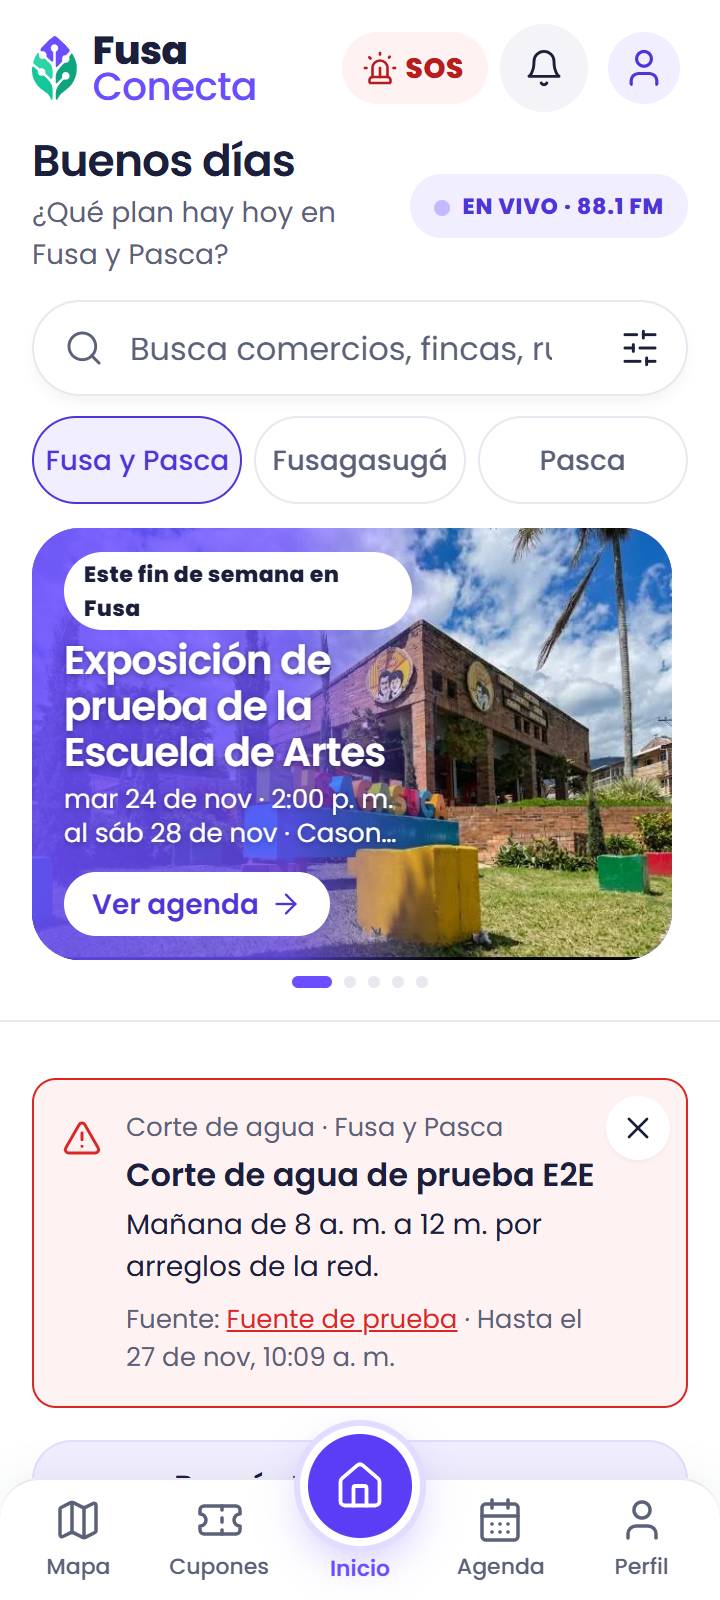 Fusa
Conecta
SOS
Buenos días
¿Qué plan hay hoy en
Fusa y Pasca?
EN VIVO · 88.1 FM
Busca comercios, fincas, ru
Fusa y Pasca
Fusagasugá
Pasca
Este fin de semana en
Fusa
Exposición de
prueba de la
Escuela de Artes
mar 24 de nov · 2:00 p. m.
al sáb 28 de nov · Cason...
Ver agenda
Corte de agua · Fusa y Pasca
Corte de agua de prueba E2E
Mañana de 8 a. m. a 12 m. por
arreglos de la red.
Fuente: Fuente de prueba · Hasta el
27 de nov, 10:09 a. m.
Mapa
Cupones
Inicio
Agenda
Perfil